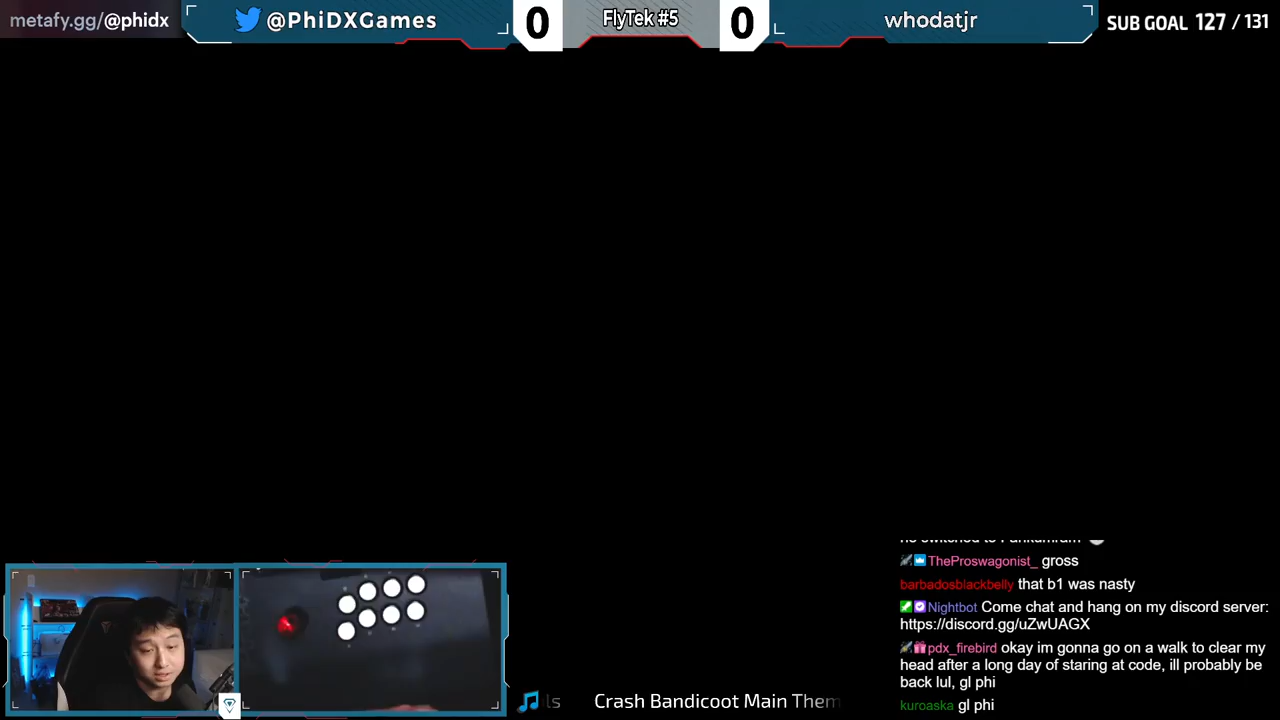 metafy.gg/@phidx
@PhiDXGames
0
FlyTek #5
0
whodatjr
SUB GOAL 127 / 131
TheProswagonist_ gross
barbadosblackbelly that b1 was nasty
Nightbot Come chat and hang on my discord server:
https://discord.gg/uZwUAGX
pdx_firebird okay im gonna go on a walk to clear my
head after a long day of staring at code, ill probably be
back lul, gl phi
kuroaska gl phi
ls Crash Bandicoot Main Them